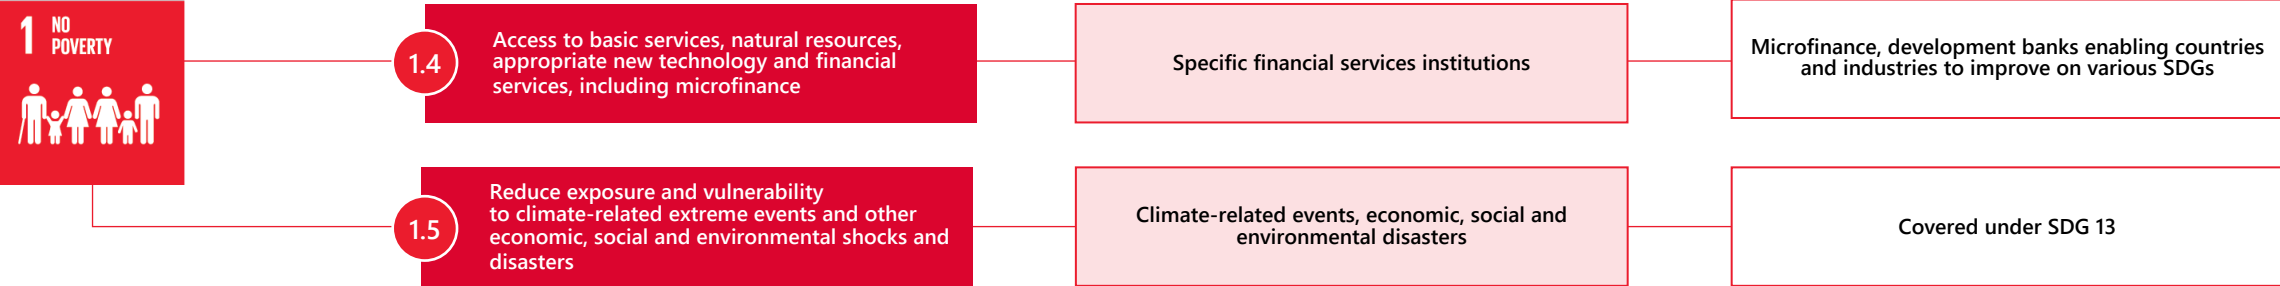 1 NO
POVERTY
1.4
Access to basic services, natural resources,
appropriate new technology and financial
services, including microfinance
Specific financial services institutions
Microfinance, development banks enabling countries
and industries to improve on various SDGs
1.5
Reduce exposure and vulnerability
to climate-related extreme events and other
economic, social and environmental shocks and
disasters
Climate-related events, economic, social and
environmental disasters
Covered under SDG 13